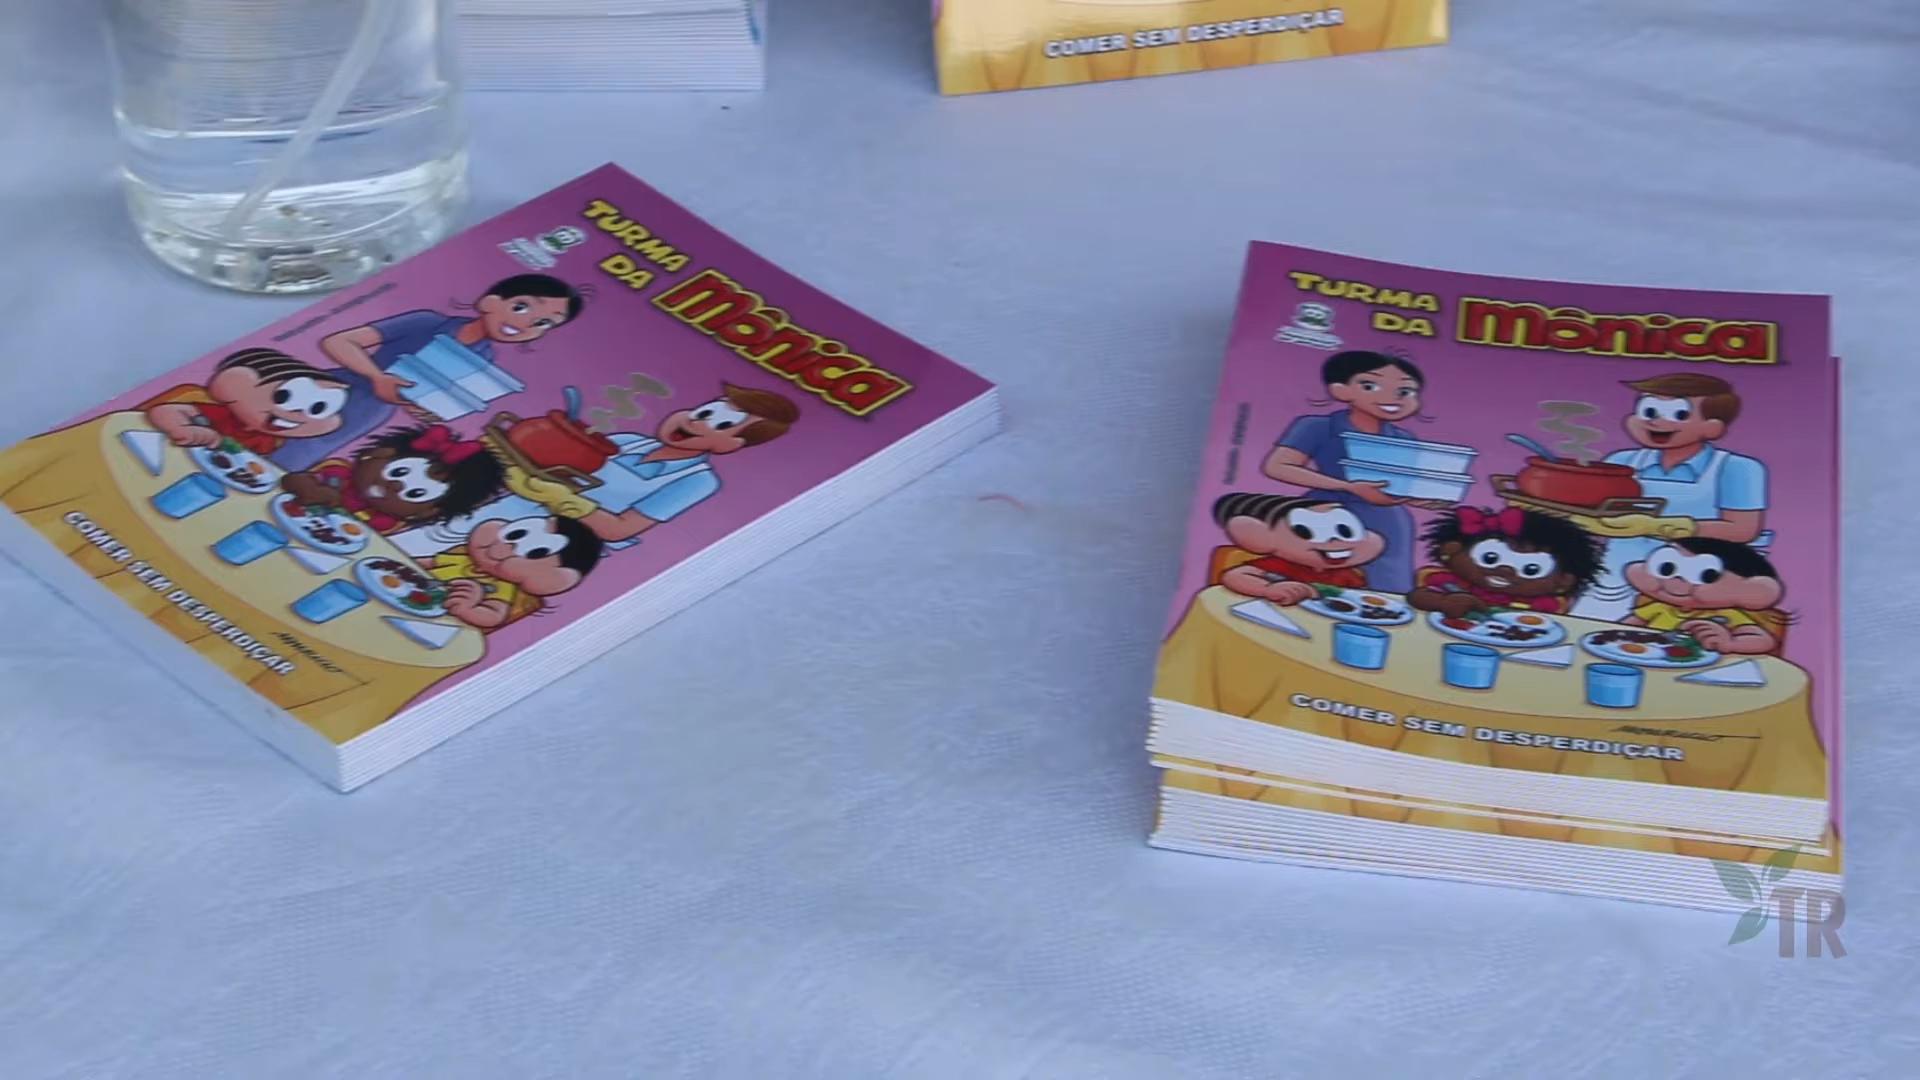 COMER SEM DESPERDIÇAR
TURMA
DA
Mônica
COMER SEM DESPERDIÇAR
TURMA
DA
Mônica
COMER SEM DESPERDIÇAR
TR